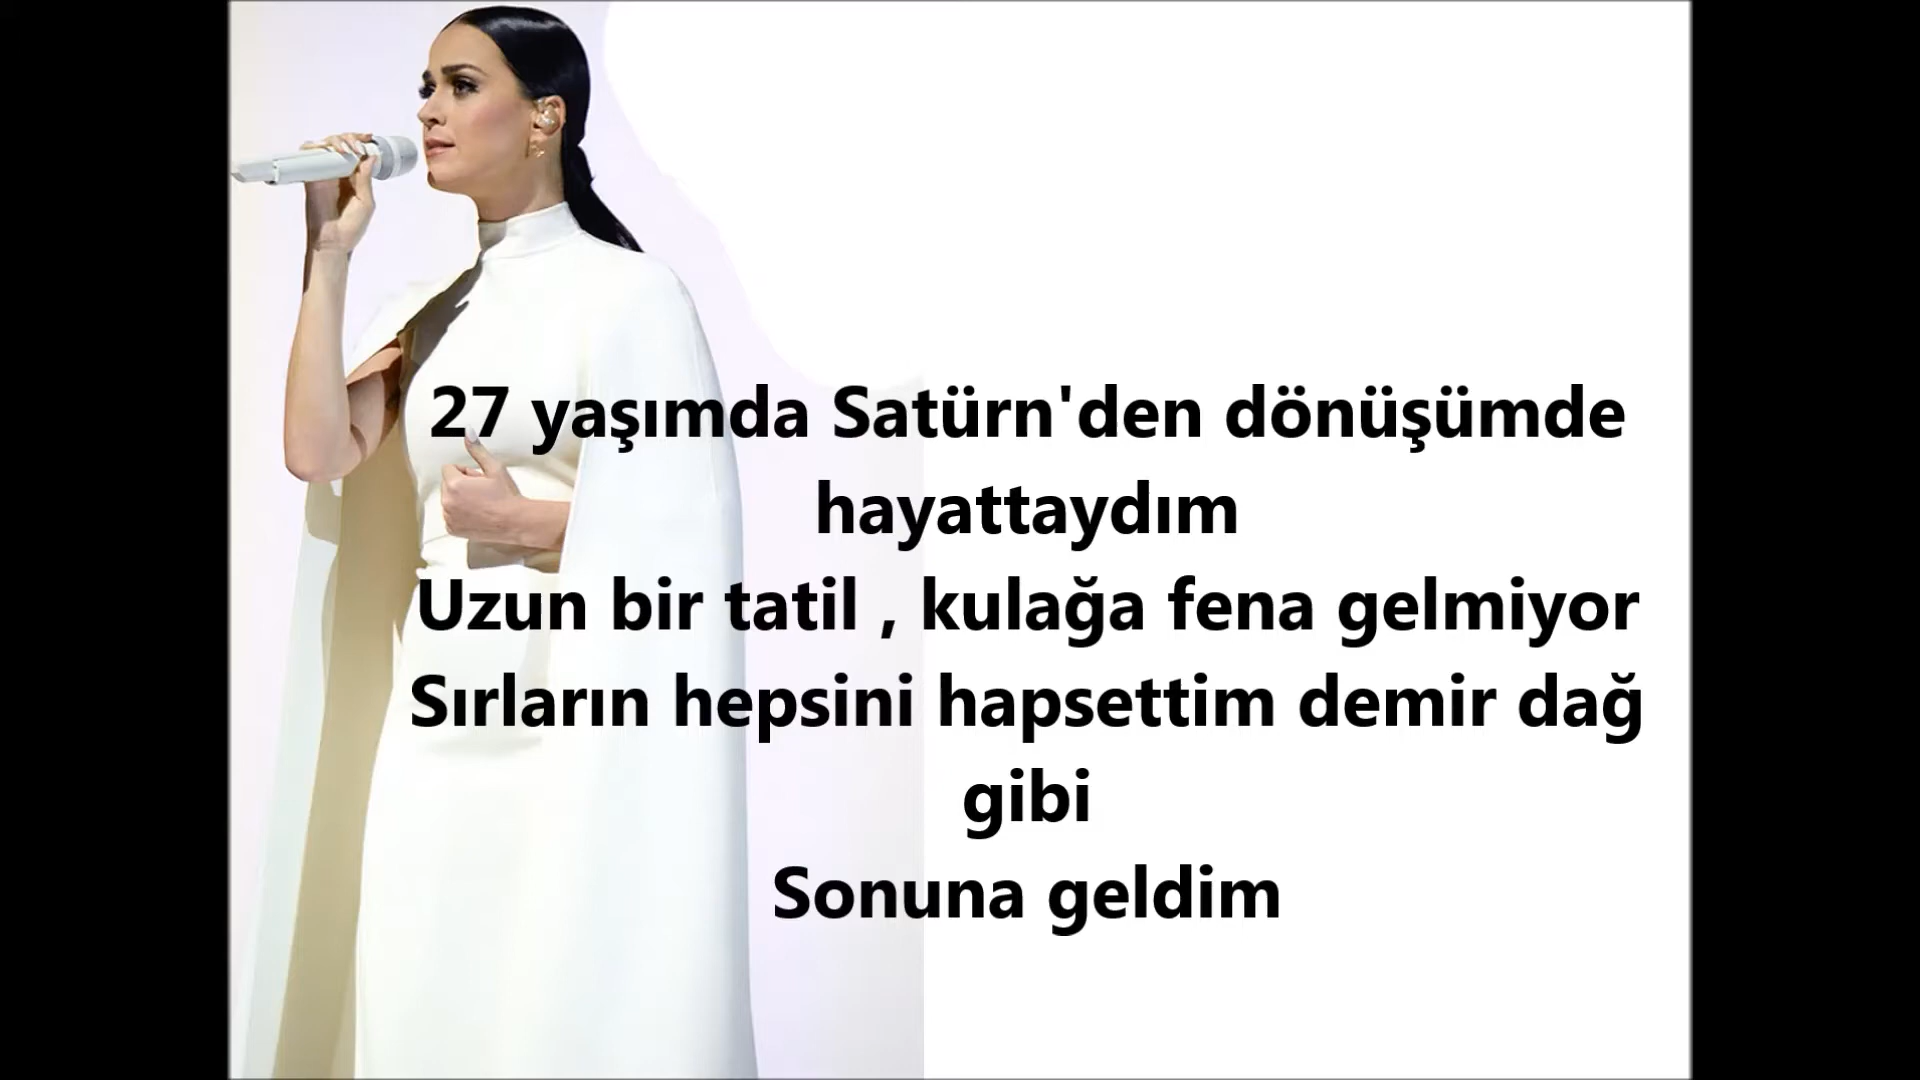 27 yaşımda Satürn'den dönüşümde
hayattaydım
Uzun bir tatil , kulağa fena gelmiyor
Sırların hepsini hapsettim demir dağ
gibi
Sonuna geldim